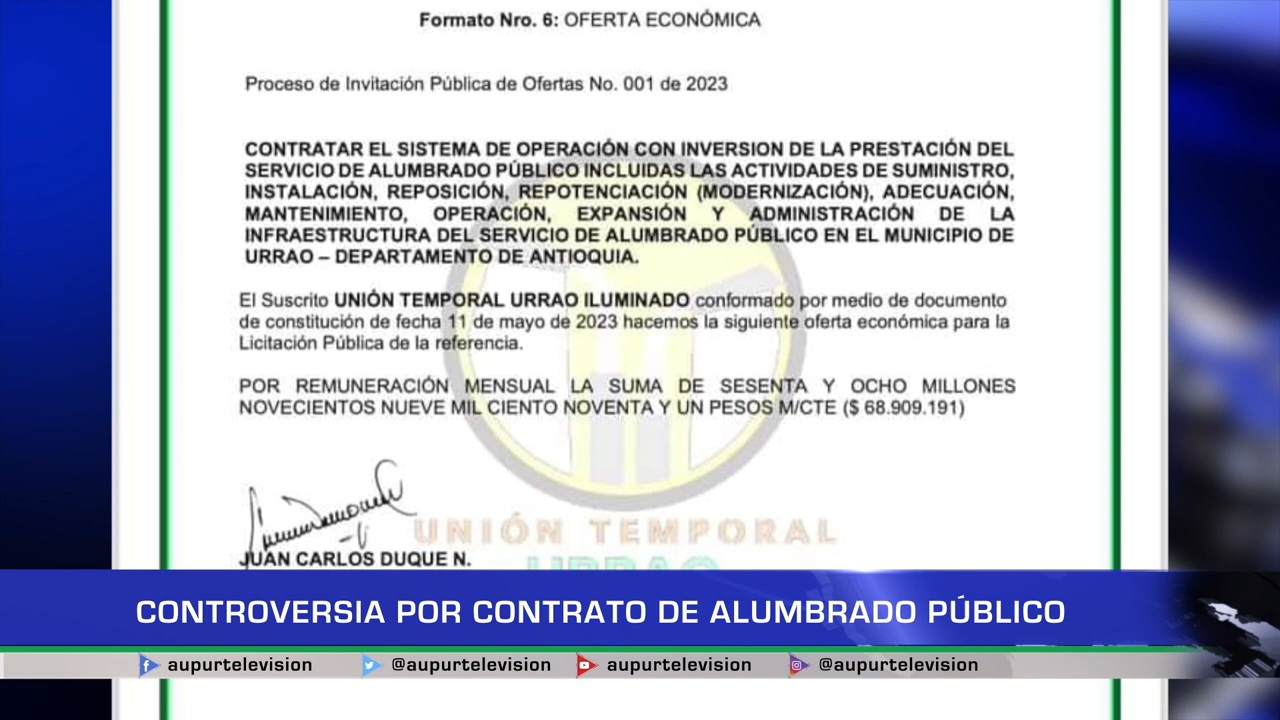 Formato Nro. 6: OFERTA ECONÓMICA
Proceso de Invitación Pública de Ofertas No. 001 de 2023
CONTRATAR EL SISTEMA DE OPERACIÓN CON INVERSION DE LA PRESTACIÓN DEL
SERVICIO DE ALUMBRADO PÚBLICO INCLUIDAS LAS ACTIVIDADES DE SUMINISTRO,
INSTALACIÓN, REPOSICIÓN, REPOTENCIACIÓN (MODERNIZACIÓN), ADECUACIÓN,
MANTENIMIENTO, OPERACIÓN, EXPANSIÓN Y ADMINISTRACIÓN DE LA
INFRAESTRUCTURA DEL SERVICIO DE ALUMBRADO PÚBLICO EN EL MUNICIPIO DE
URRAO – DEPARTAMENTO DE ANTIOQUIA.
El Suscrito UNIÓN TEMPORAL URRAO ILUMINADO conformado por medio de documento
de constitución de fecha 11 de mayo de 2023 hacemos la siguiente oferta económica para la
Licitación Pública de la referencia.
POR REMUNERACIÓN MENSUAL LA SUMA DE SESENTA Y OCHO MILLONES
NOVECIENTOS NUEVE MIL CIENTO NOVENTA Y UN PESOS M/CTE ($ 68.909.191)
UNIÓN TEMPORAL
URRAO
JUAN CARLOS DUQUE N.
CONTROVERSIA POR CONTRATO DE ALUMBRADO PÚBLICO
aupurtelevision @aupurtelevision aupurtelevision @aupurtelevision